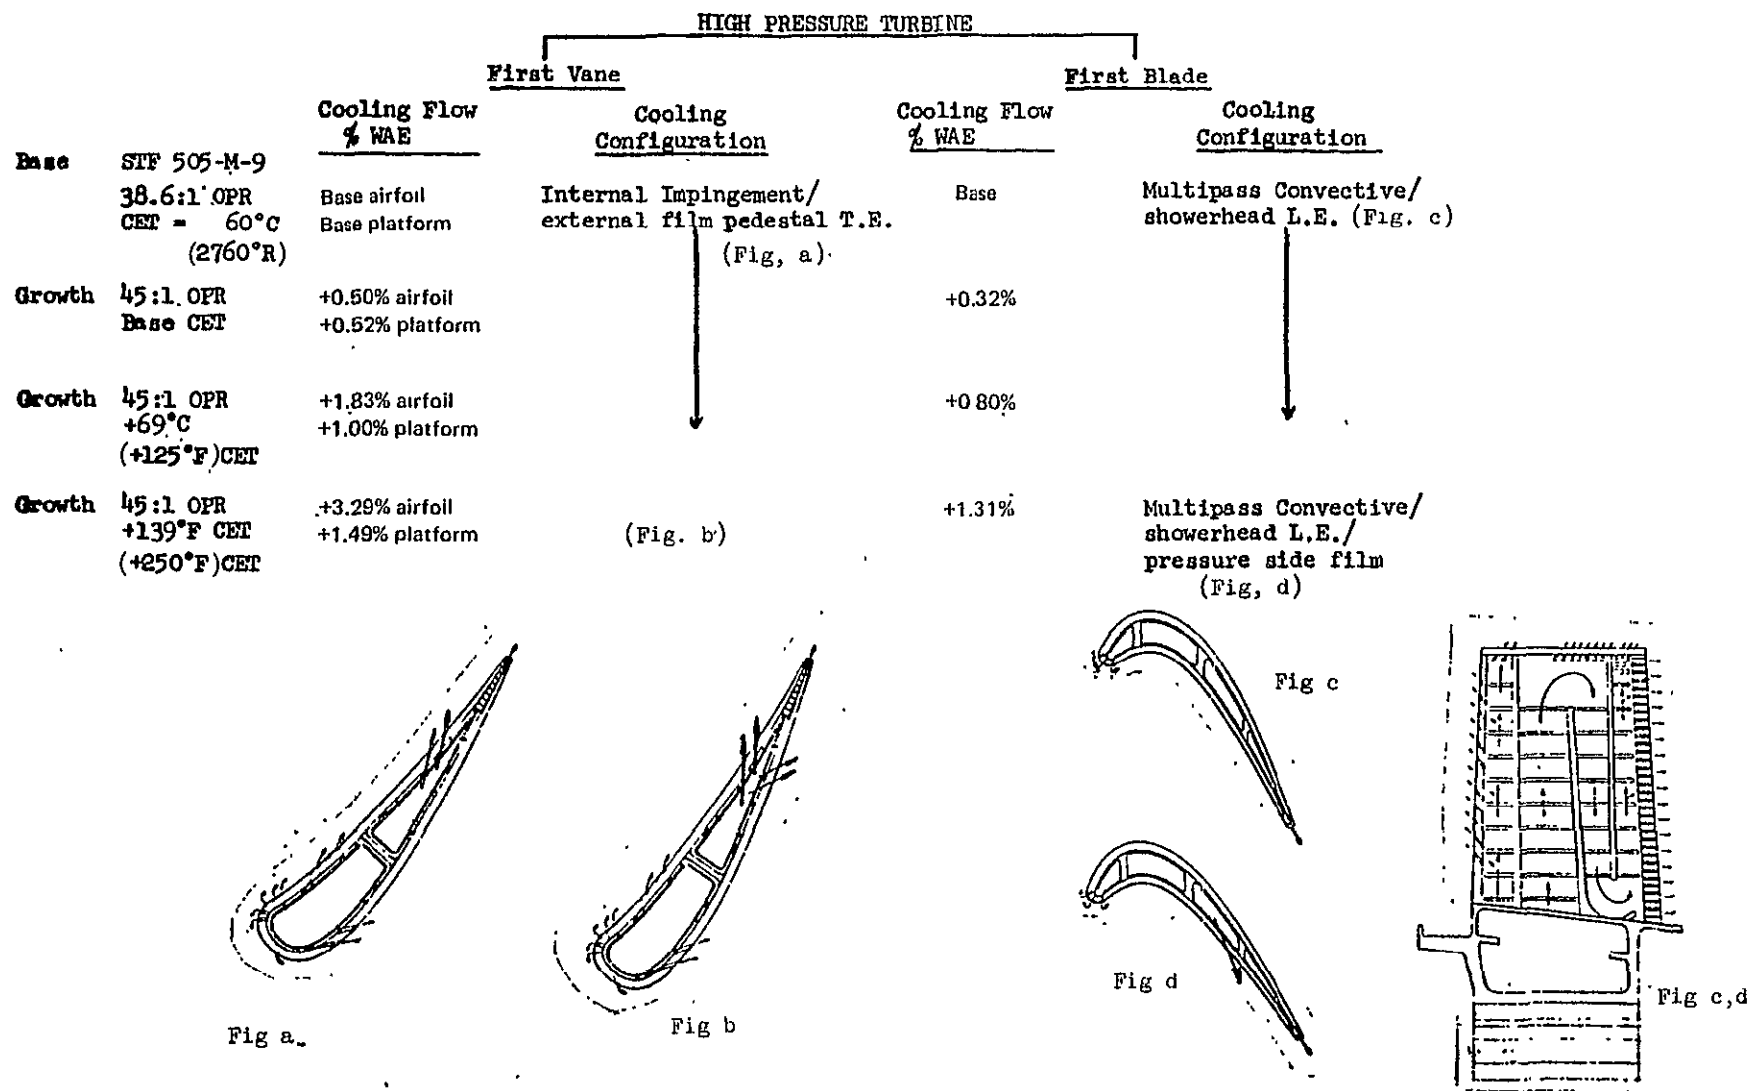 HIGH PRESSURE TURBINE
First Vane First Blade
Cooling Flow Cooling Cooling Flow Cooling
% WAE Configuration % WAE Configuration
Base STF 505-M-9
38.6:1 OPR Base airfoil Internal Impingement/ Base Multipass Convective/
CET = 60°C Base platform external film pedestal T.E. showerhead L.E. (Fig. c)
(2760°R) (Fig, a)
Growth 45:1. OPR +0.50% airfoil +0.32%
Base CET +0.52% platform
Growth 45:1 OPR +1.83% airfoil +0 80%
+69°C +1.00% platform
(+125°F)CET
Growth 45:1 OPR +3.29% airfoil +1.31% Multipass Convective/
+139°F CET +1.49% platform (Fig. b) showerhead L.E./
(+250°F)CET pressure side film
(Fig, d)
Fig c
Fig d
Fig c,d
Fig b
Fig a